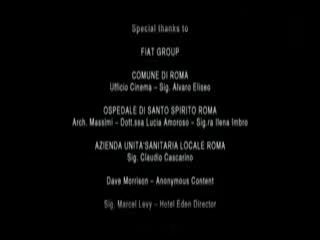 Special thanks to
FIAT GROUP
COMUNE DI ROMA
Ufficio Cinema – Sig. Alvaro Eliseo
OSPEDALE DI SANTO SPIRITO ROMA
Arch. Massimi – Dott.ssa Lucia Amoroso – Sig.ra Ilena Imbro
AZIENDA UNITA'SANITARIA LOCALE ROMA
Sig. Claudio Cascarino
Dave Morrison – Anonymous Content
Sig. Marcel Levy – Hotel Eden Director